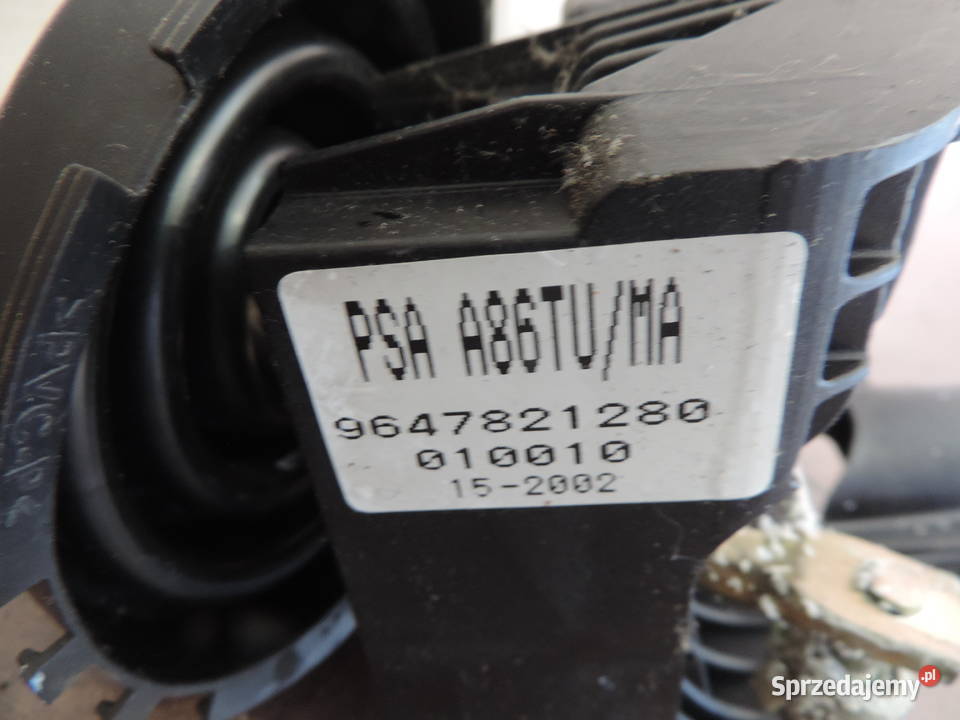 PSA A86TU/MA
9647821280
010010
15-2002
Sprzedajemy.pl